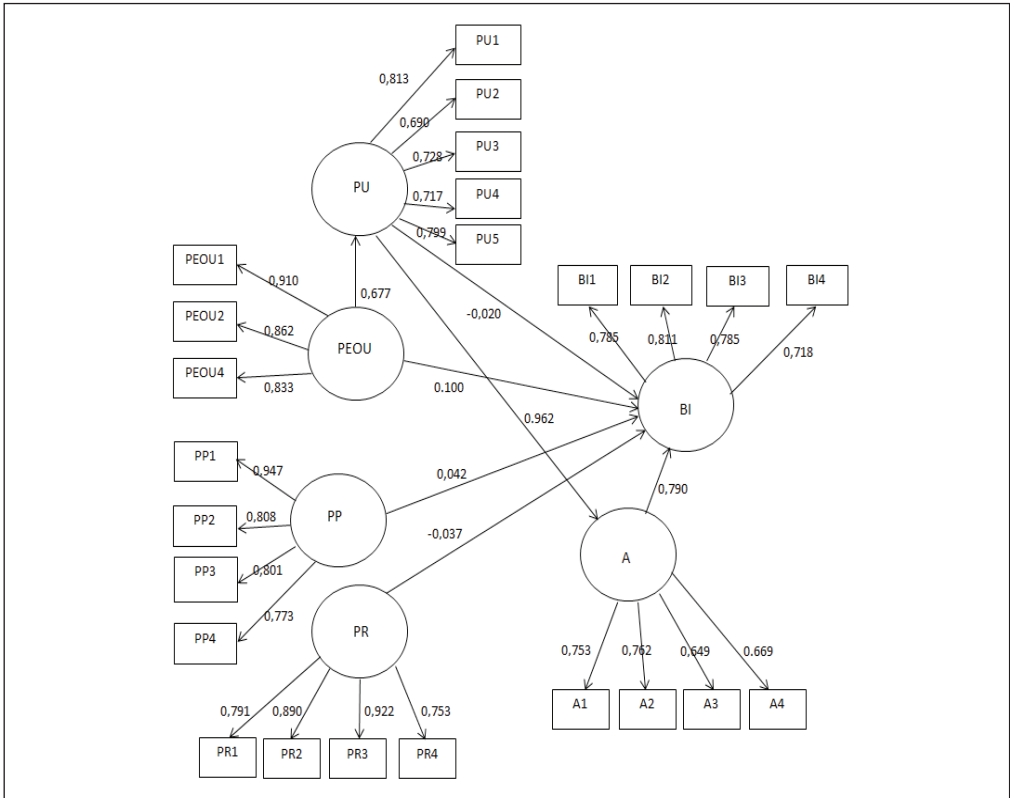 PU1
0,813
PU2
0,690
PU3
0,728
PU
PU4
0,717
PU5
0,799
PEOU1
0,910
0,677
PEOU2
0,862
PEOU
PEOU4
0,833
-0,020
0.100
0.962
BI1
BI2
BI3
BI4
0,785
0,811
0,785
0,718
BI
PP1
0,947
PP2
0,808
PP
PP3
0,801
PP4
0,773
0,042
-0,037
0,790
A
PR
0,753
0,762
0,649
0.669
A1
A2
A3
A4
0,791
0,890
0,922
0,753
PR1
PR2
PR3
PR4